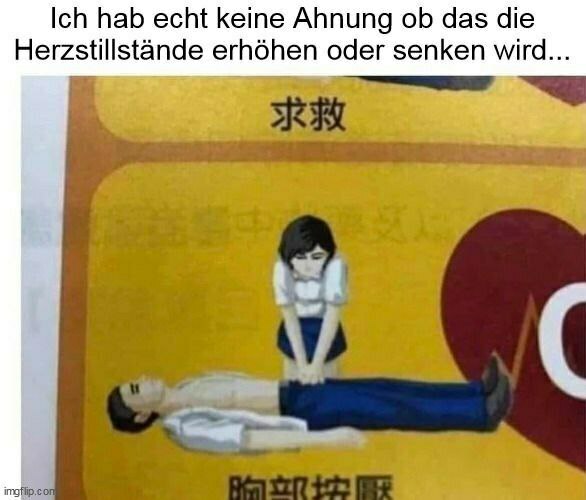 Ich hab echt keine Ahnung ob das die
Herzstillstände erhöhen oder senken wird...
求救
C
胸部按壓
imgflip.com